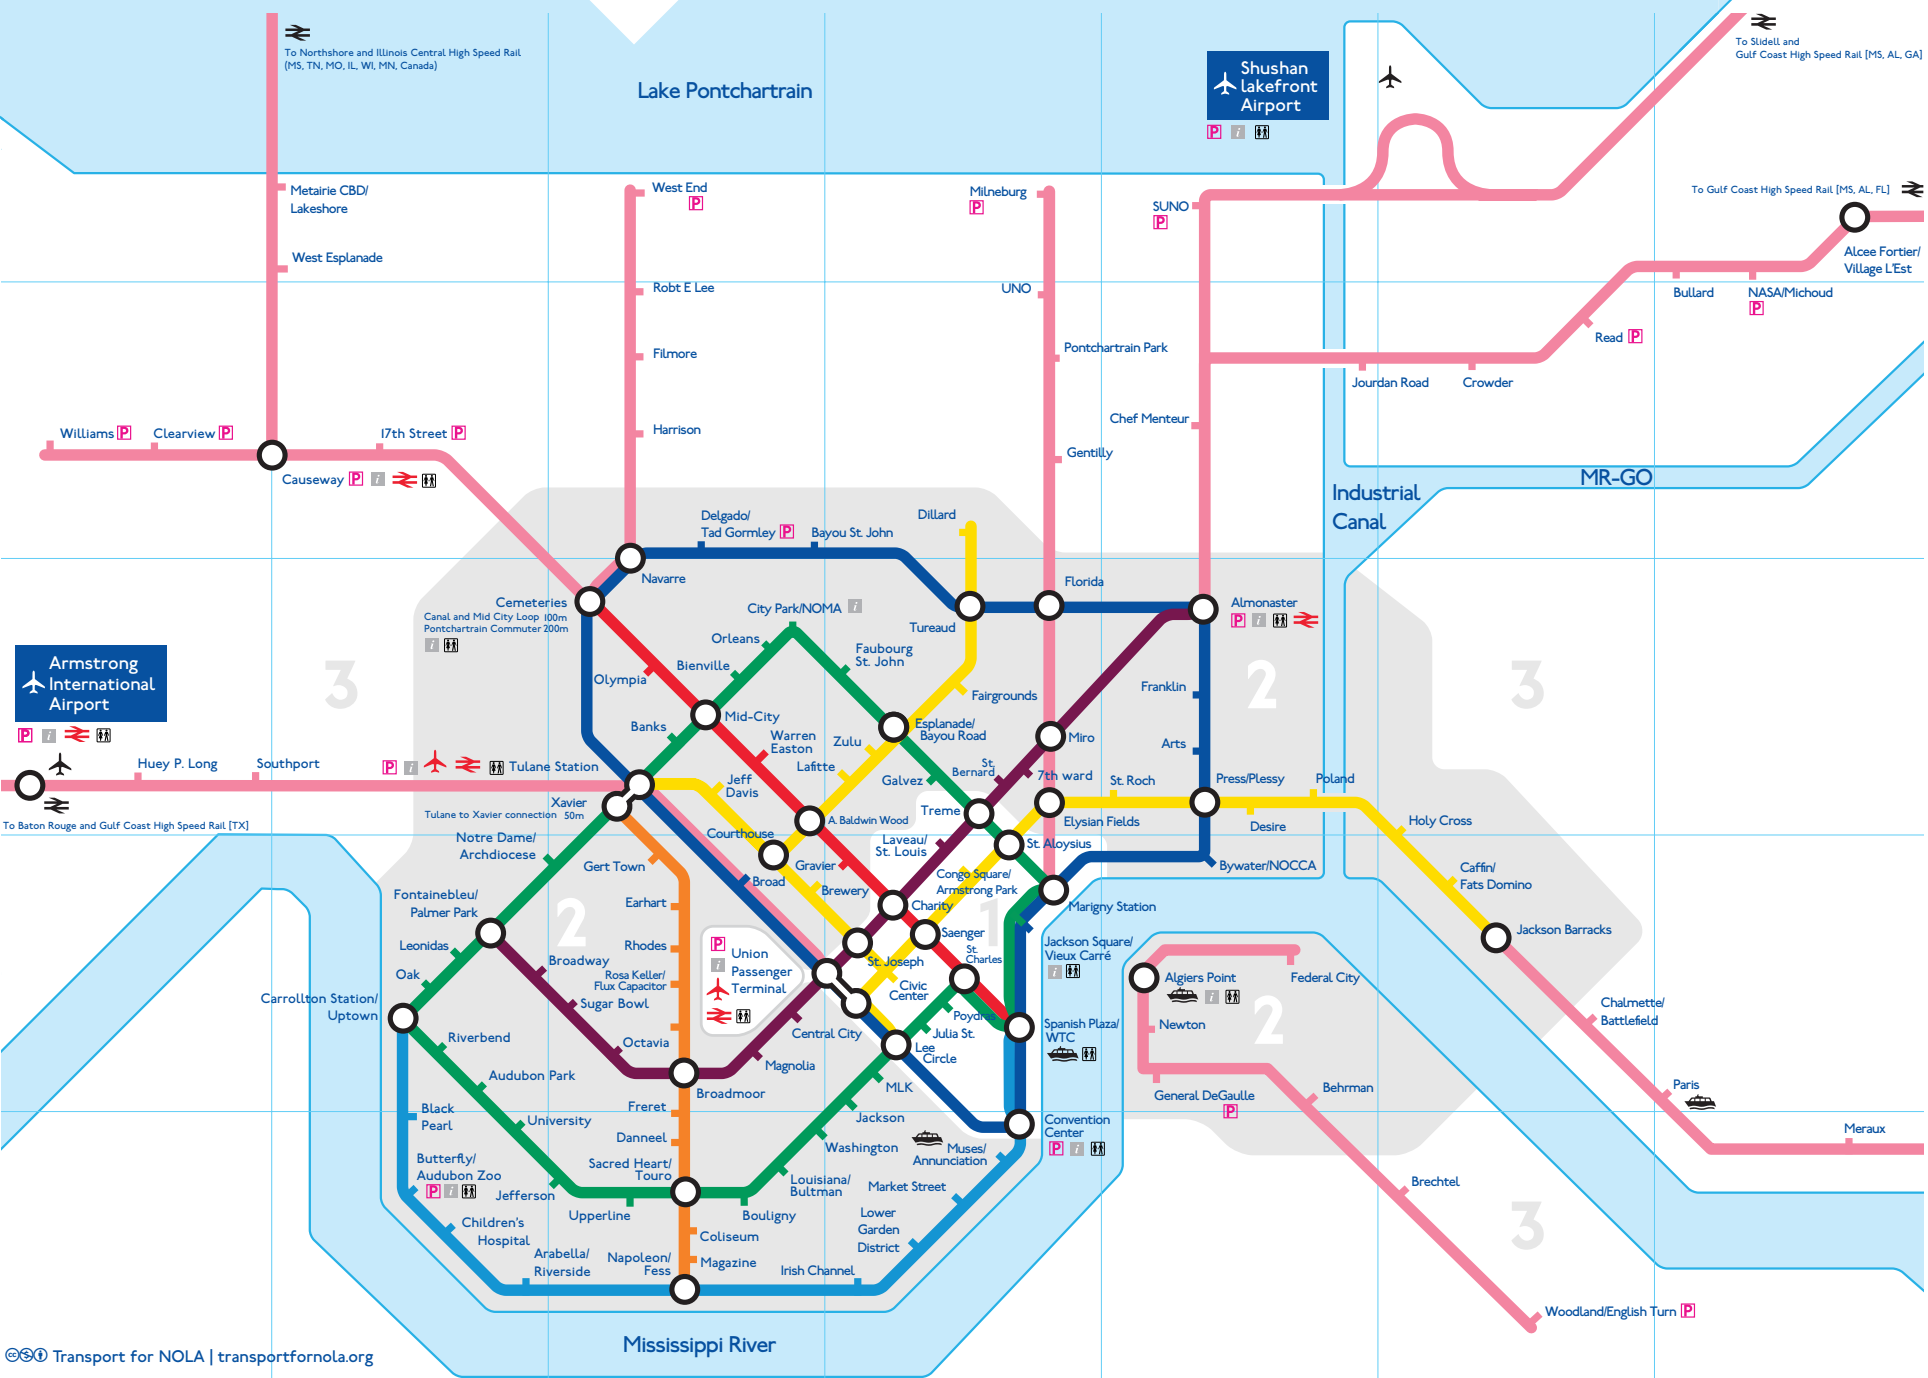 To Northshore and Illinois Central High Speed Rail
(MS, TN, MO, IL, WI, MN, Canada)
Lake Pontchartrain
Shushan
lakefront
Airport
P i
To Slidell and
Gulf Coast High Speed Rail [MS, AL, GA]
To Gulf Coast High Speed Rail [MS, AL, FL]
Metairie CBD/
Lakeshore
West Esplanade
West End
P
Milneburg
P
SUNO
P
Alcee Fortier/
Village L'Est
Robt E Lee
UNO
Bullard
NASA/Michoud
P
Read P
Filmore
Pontchartrain Park
Jourdan Road
Crowder
Harrison
Chef Menteur
Gentilly
Williams P
Clearview P
17th Street P
Causeway P i
MR-GO
Industrial
Canal
Delgado/
Tad Gormley P
Bayou St. John
Dillard
Navarre
Florida
Cemeteries
Canal and Mid City Loop 100m
Pontchartrain Commuter 200m
i
City Park/NOMA i
Tureaud
Almonaster
P i
Armstrong
International
Airport
P i
3
2
3
Orleans
Bienville
Olympia
Faubourg
St. John
Fairgrounds
Franklin
Banks
Mid-City
Warren
Easton
Zulu
Lafitte
Esplanade/
Bayou Road
Miro
Arts
Huey P. Long
Southport
P i
Tulane Station
Jeff
Davis
Galvez
St.
Bernard
7th ward
St. Roch
Press/Plessy
Poland
To Baton Rouge and Gulf Coast High Speed Rail [TX]
Xavier
Tulane to Xavier connection 50m
Treme
Elysian Fields
Desire
Holy Cross
Notre Dame/
Archdiocese
Courthouse
A. Baldwin Wood
Laveau/
St. Louis
St. Aloysius
Gert Town
Gravier
Broad
Brewery
Congo Square/
Armstrong Park
Bywater/NOCCA
Caffin/
Fats Domino
Fontainebleu/
Palmer Park
Earhart
Charity
Marigny Station
2
1
Jackson Barracks
Leonidas
Broadway
Rhodes
P Union
i Passenger
Terminal
Saenger
St. Joseph
St.
Charles
Jackson Square/
Vieux Carré
i
Oak
Sugar Bowl
Rosa Keller/
Flux Capacitor
Civic
Center
Algiers Point
i
Federal City
Carrollton Station/
Uptown
Poydras
Spanish Plaza/
WTC
Newton
2
Chalmette/
Battlefield
Riverbend
Octavia
Central City
Julia St.
Lee
Circle
Magnolia
Audubon Park
Broadmoor
MLK
General DeGaulle
P
Behrman
Paris
Black
Pearl
University
Freret
Jackson
Convention
Center
P i
Meraux
Danneel
Washington
Muses/
Annunciation
Butterfly/
Audubon Zoo
P i
Sacred Heart/
Touro
Louisiana/
Bultman
Market Street
Brechtel
Jefferson
Upperline
Bouligny
Lower
Garden
District
3
Children's
Hospital
Coliseum
Arabella/
Riverside
Napoleon/
Fess
Magazine
Irish Channel
Woodland/English Turn P
Mississippi River
cc Transport for NOLA | transportfornola.org